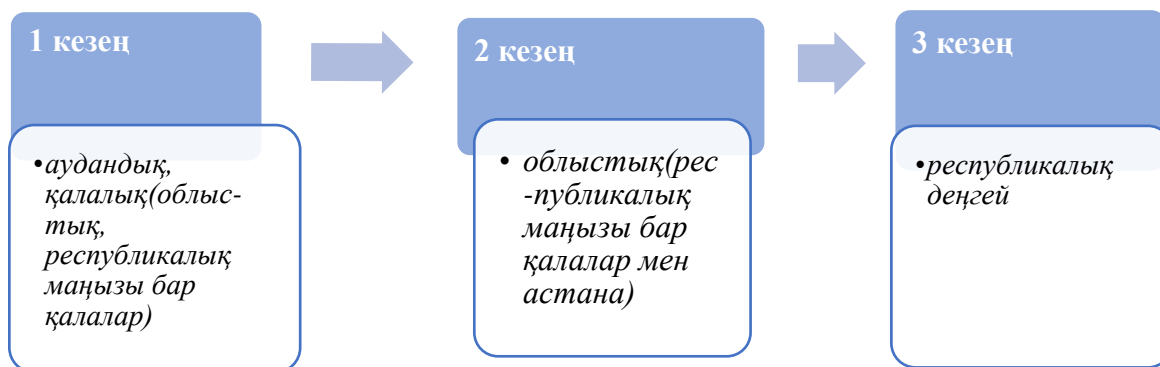 1 кезең
•аудандық,
қалалық(облыс-
тық,
республикалық
маңызы бар
қалалар)
2 кезең
• облыстық(рес
-публикалық
маңызы бар
қалалар мен
астана)
3 кезең
•республикалық
деңгей